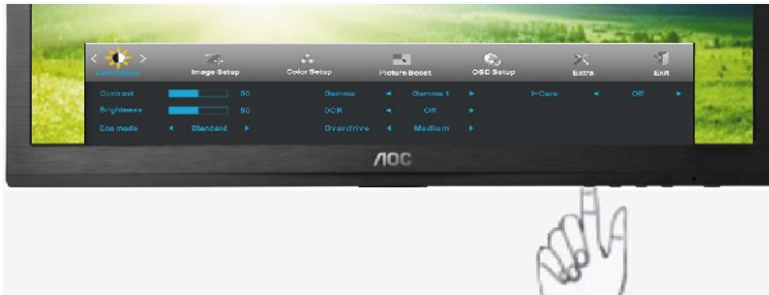 < Luminance > Image Setup Color Setup Picture Boost OSD Setup Extra Exit
Contrast 50 Gamma ◄ Gamma 1 ► i-Care ◄ Off ►
Brightness 50 DCR ◄ Off ►
Eco mode ◄ Standard ► Overdrive ◄ Medium ►
AOC